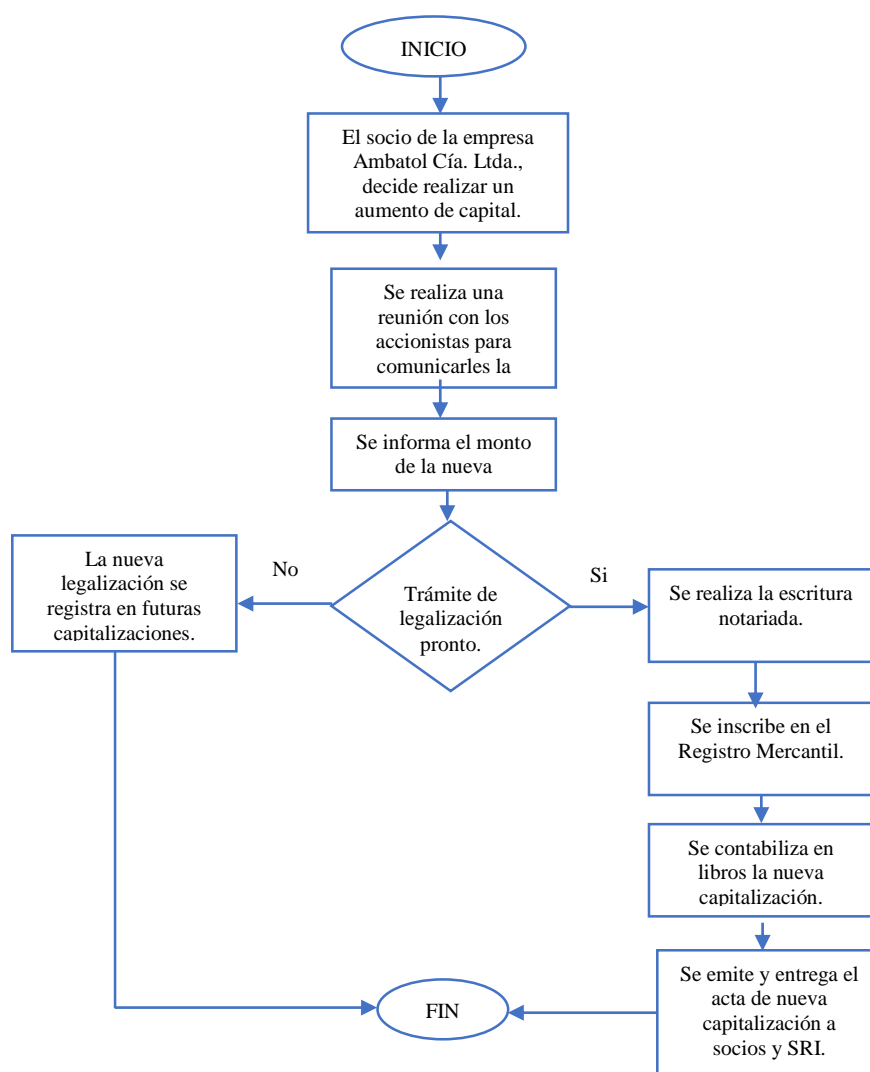 INICIO
El socio de la empresa
Ambatol Cía. Ltda.,
decide realizar un
aumento de capital.
Se realiza una
reunión con los
accionistas para
comunicarles la
Se informa el monto
de la nueva
Trámite de
legalización
pronto.
No
La nueva
legalización se
registra en futuras
capitalizaciones.
Si
Se realiza la escritura
notariada.
Se inscribe en el
Registro Mercantil.
Se contabiliza en
libros la nueva
capitalización.
Se emite y entrega el
acta de nueva
capitalización a
socios y SRI.
FIN